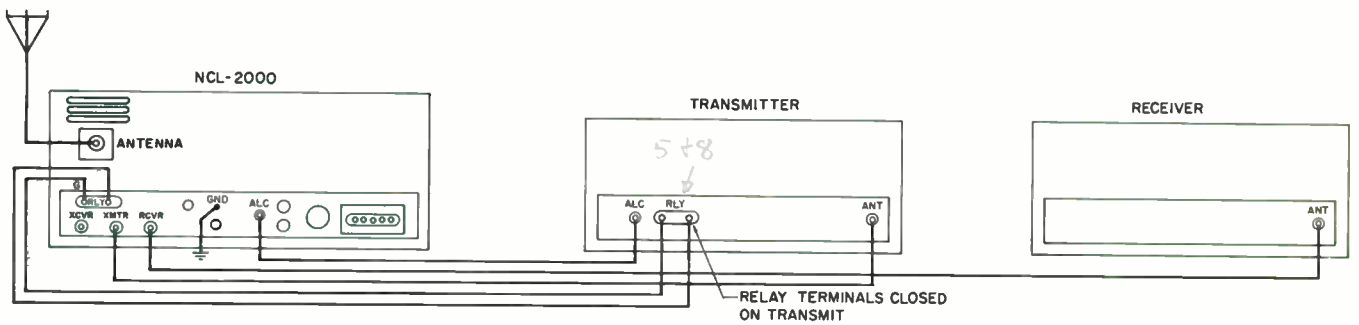 NCL-2000
TRANSMITTER
RECEIVER
ANTENNA
5+8
G
RLY
GND
ALC
XCVR
XMTR
RCVR
ALC
RLY
ANT
ANT
RELAY TERMINALS CLOSED
ON TRANSMIT